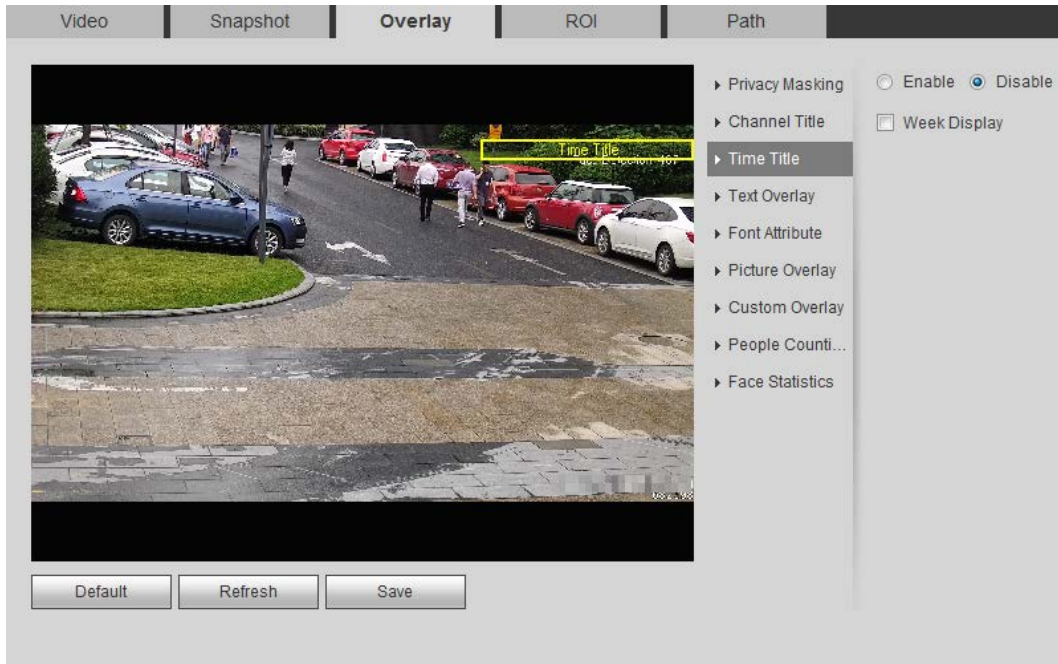 Video Snapshot Overlay ROI Path
Privacy Masking
Enable Disable
Channel Title
Week Display
Time Title
Time Title
Text Overlay
Font Attribute
Picture Overlay
Custom Overlay
People Counti...
Face Statistics
Default Refresh Save